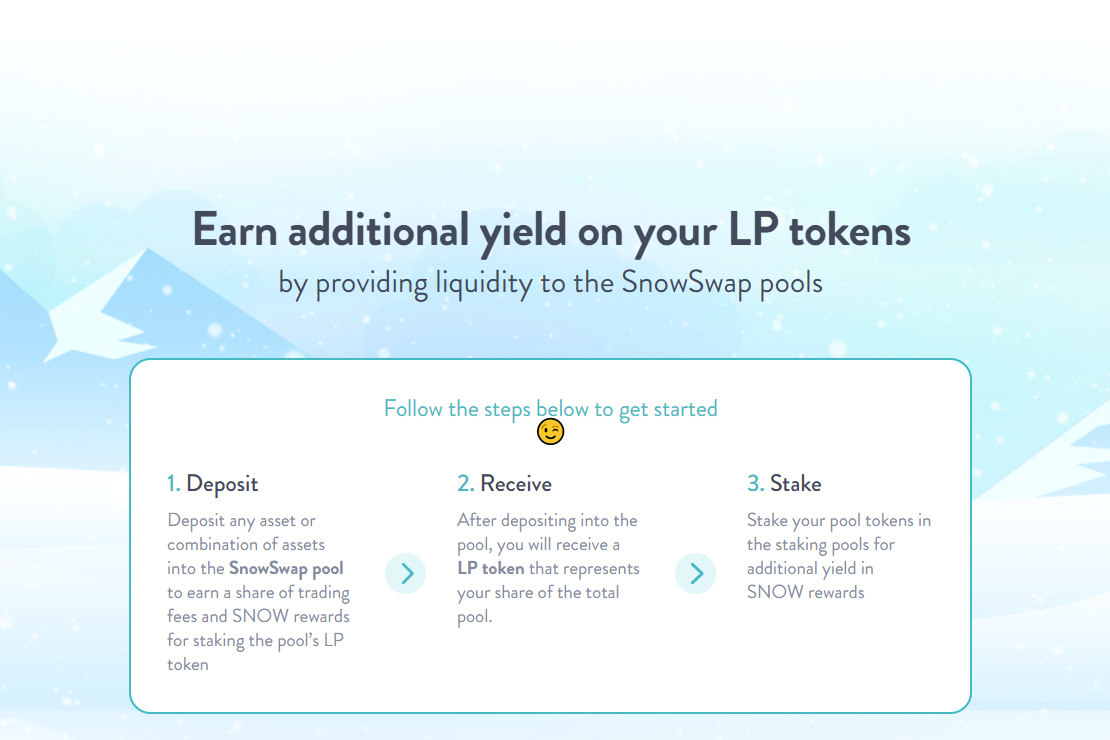 Earn additional yield on your LP tokens
by providing liquidity to the SnowSwap pools
Follow the steps below to get started
1. Deposit
Deposit any asset or
combination of assets
into the SnowSwap pool
to earn a share of trading
fees and SNOW rewards
for staking the pool’s LP
token
2. Receive
After depositing into the
pool, you will receive a
LP token that represents
your share of the total
pool.
3. Stake
Stake your pool tokens in
the staking pools for
additional yield in
SNOW rewards